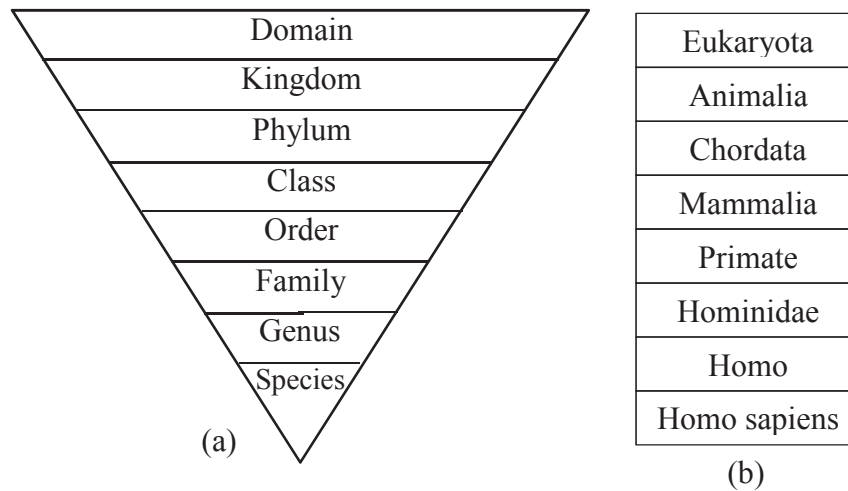 Domain
Kingdom
Phylum
Class
Order
Family
Genus
Species
(a)
Eukaryota
Animalia
Chordata
Mammalia
Primate
Hominidae
Homo
Homo sapiens
(b)